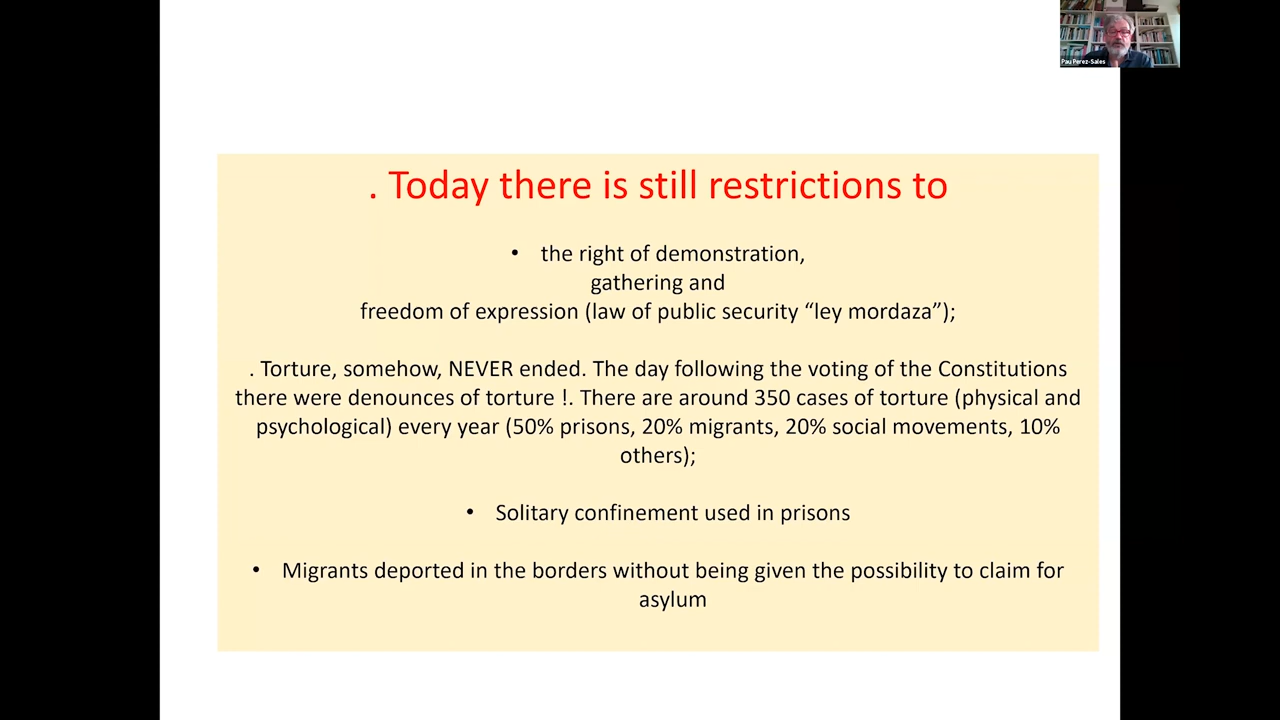 Pau Perez-Sales
. Today there is still restrictions to
• the right of demonstration,
gathering and
freedom of expression (law of public security “ley mordaza”);
. Torture, somehow, NEVER ended. The day following the voting of the Constitutions
there were denounces of torture !. There are around 350 cases of torture (physical and
psychological) every year (50% prisons, 20% migrants, 20% social movements, 10%
others);
• Solitary confinement used in prisons
• Migrants deported in the borders without being given the possibility to claim for
asylum